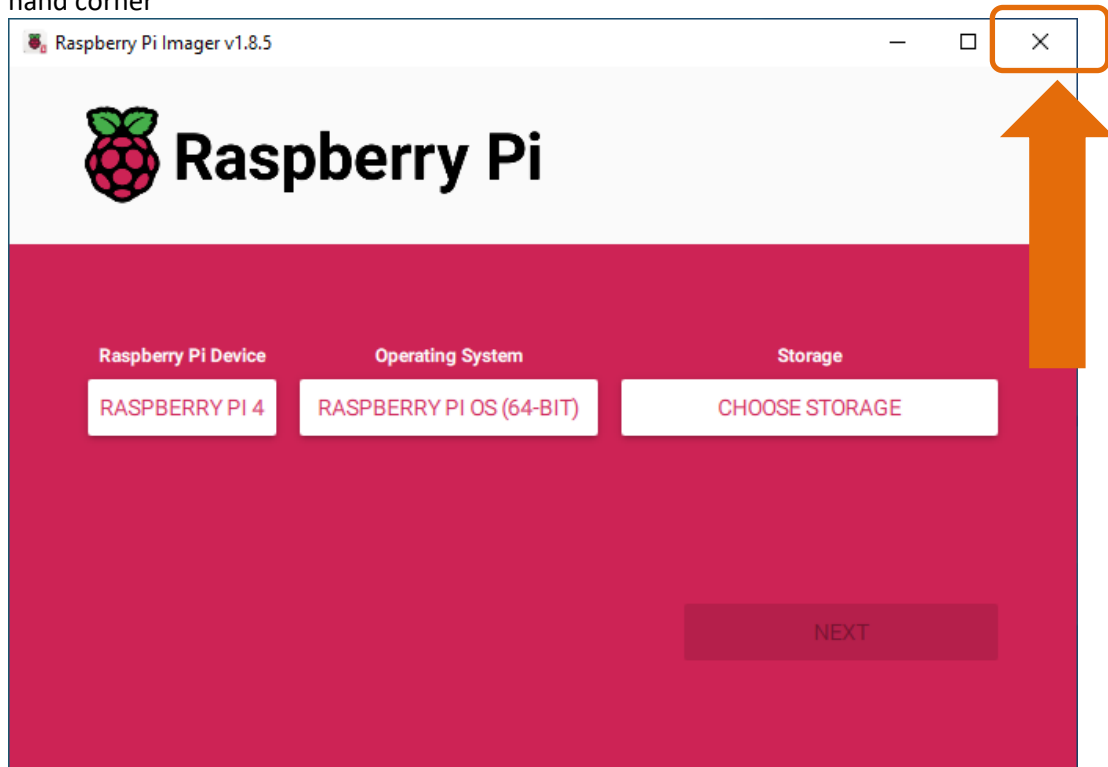 hand corner
Raspberry Pi Imager v1.8.5
Raspberry Pi
Raspberry Pi Device Operating System Storage
RASPBERRY PI 4 RASPBERRY PI OS (64-BIT) CHOOSE STORAGE
NEXT